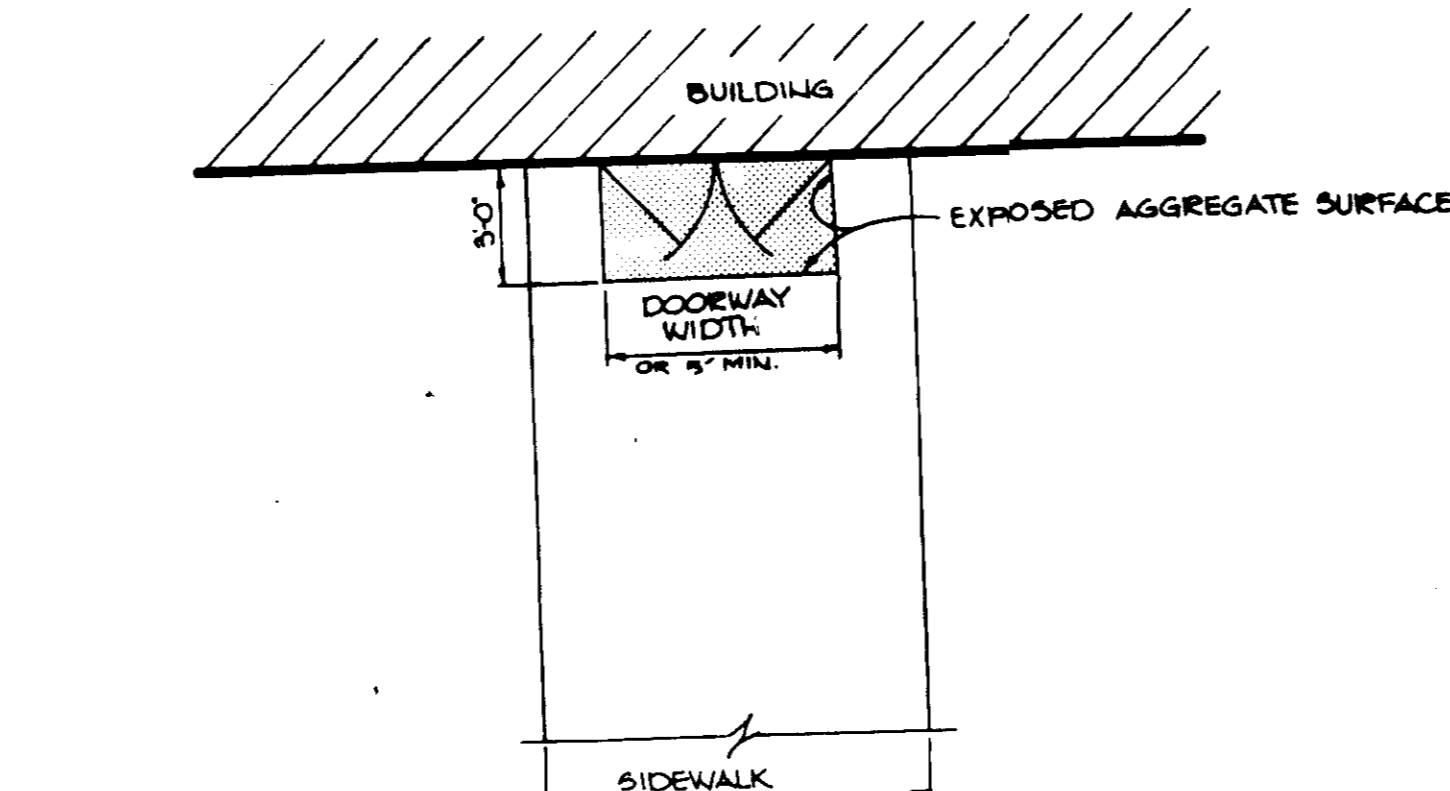 BUILDING
3'-0"
EXPOSED AGGREGATE SURFACE
DOORWAY
WIDTH
OR 5' MIN.
SIDEWALK